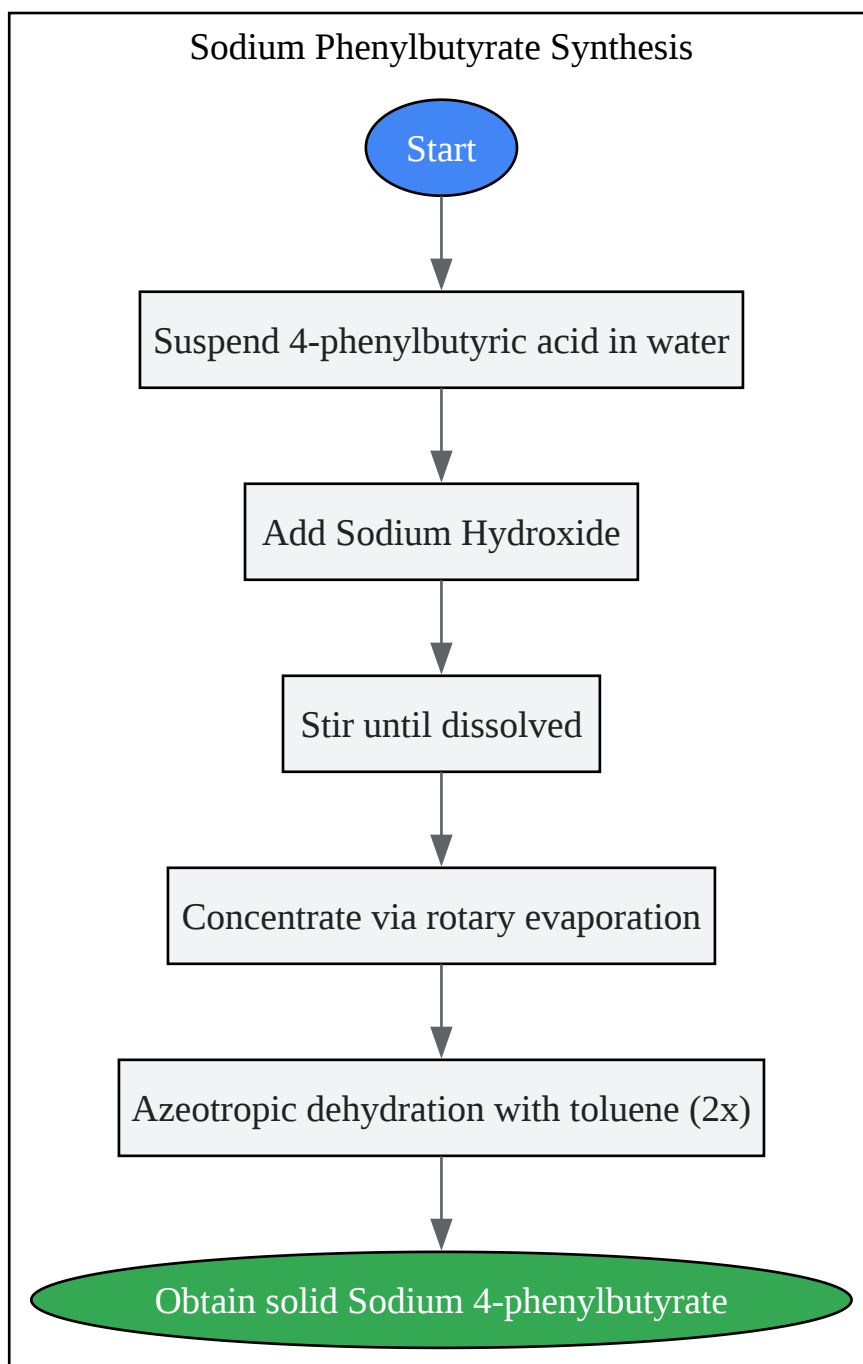 Sodium Phenylbutyrate Synthesis
Start
Suspend 4-phenylbutyric acid in water
Add Sodium Hydroxide
Stir until dissolved
Concentrate via rotary evaporation
Azeotropic dehydration with toluene (2x)
Obtain solid Sodium 4-phenylbutyrate